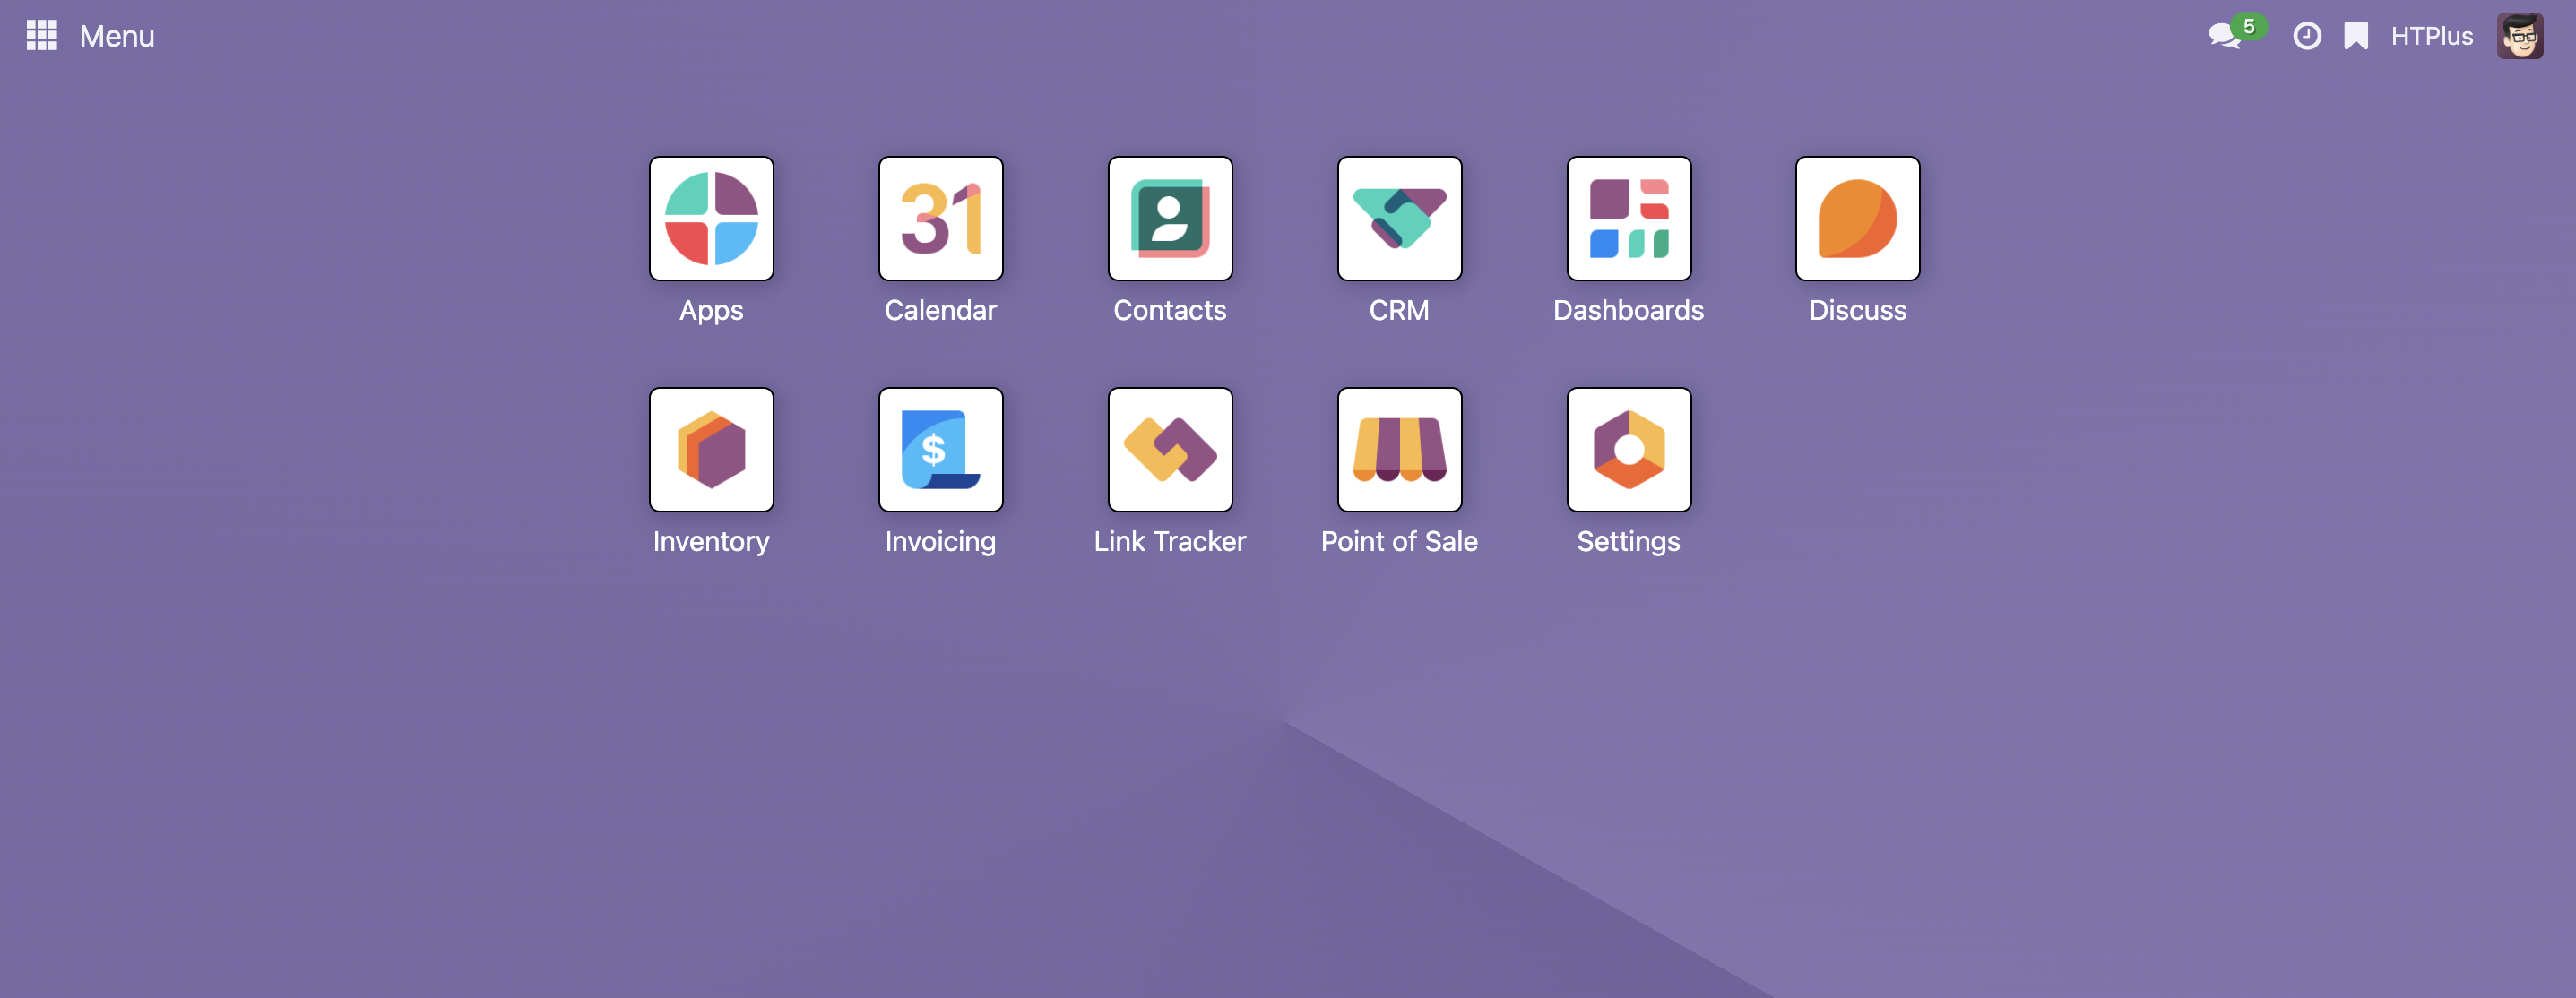 Menu
5
HTPlus
31
Apps
Calendar
Contacts
CRM
Dashboards
Discuss
$
Inventory
Invoicing
Link Tracker
Point of Sale
Settings